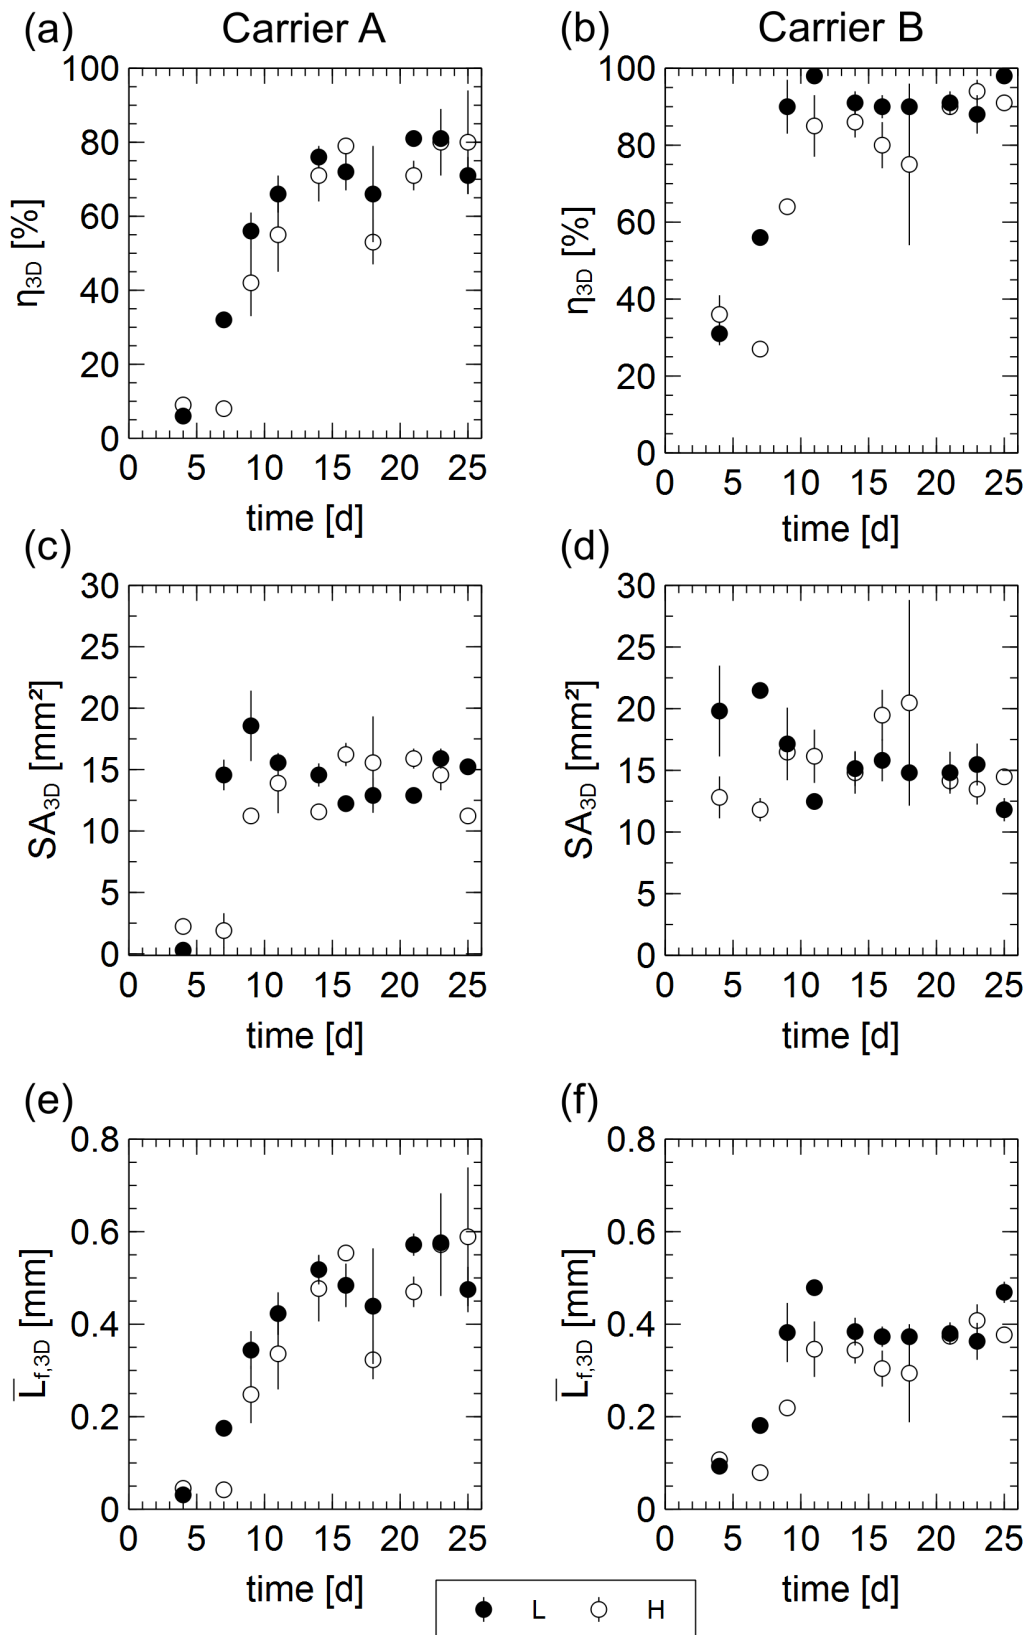 (a) Carrier A (b) Carrier B
100 100
80 80
60 60
40 40
20 20
0 0
η3D [%] η3D [%]
0 5 10 15 20 25 0 5 10 15 20 25
time [d] time [d]
(c) (d)
30 30
25 25
20 20
15 15
10 10
5 5
0 0
SA3D [mm²] SA3D [mm²]
0 5 10 15 20 25 0 5 10 15 20 25
time [d] time [d]
(e) (f)
0.8 0.8
0.6 0.6
0.4 0.4
0.2 0.2
0 0
L̅f,3D [mm] L̅f,3D [mm]
0 5 10 15 20 25 0 5 10 15 20 25
time [d] time [d]
L H